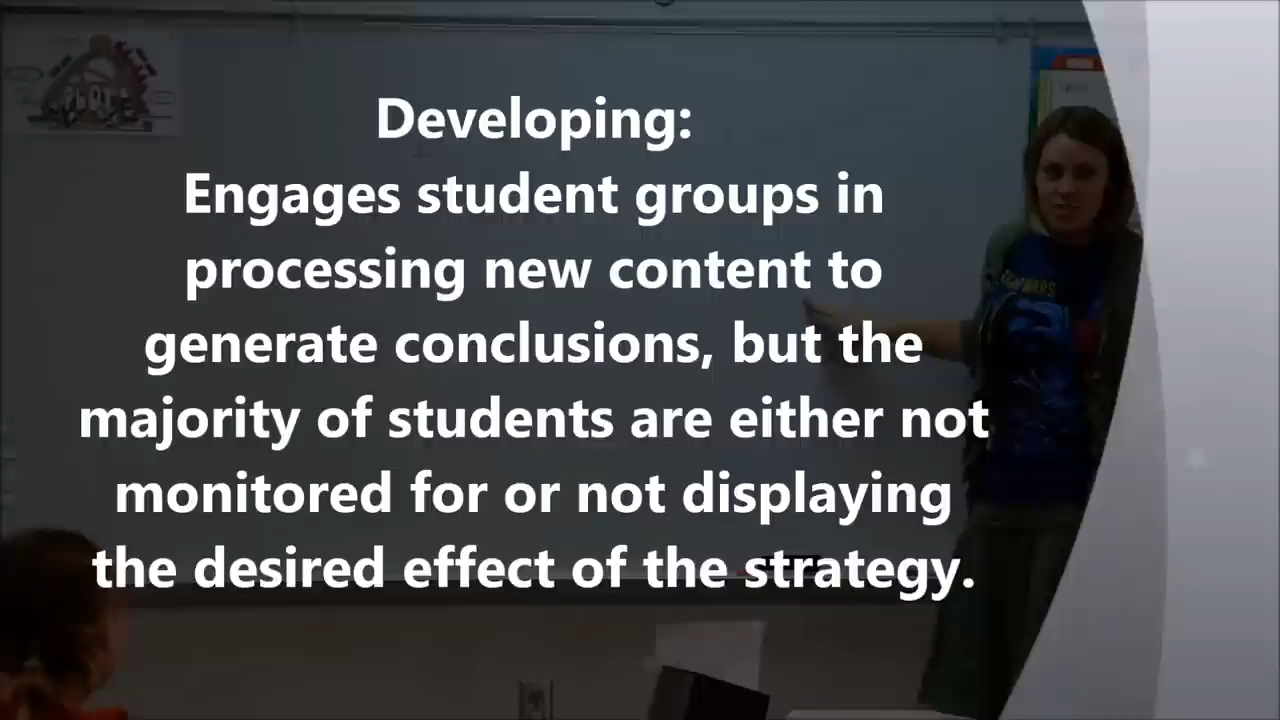 Developing:
Engages student groups in
processing new content to
generate conclusions, but the
majority of students are either not
monitored for or not displaying
the desired effect of the strategy.